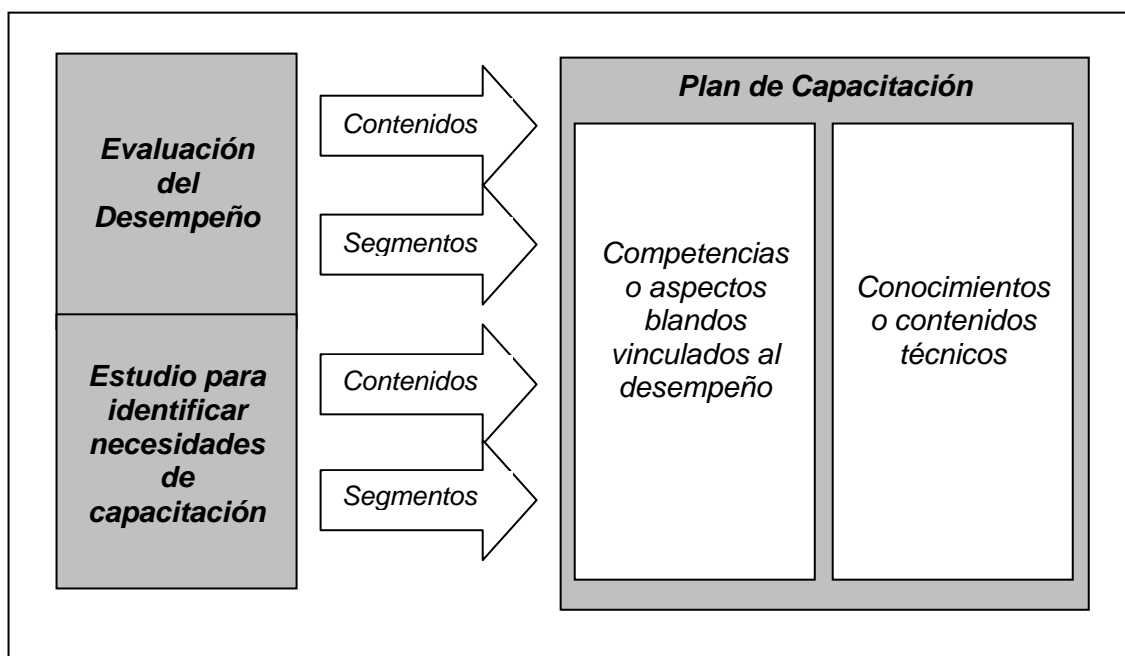 Evaluación
del
Desempeño
Estudio para
identificar
necesidades
de
capacitación
Contenidos
Segmentos
Contenidos
Segmentos
Plan de Capacitación
Competencias
o aspectos
blandos
vinculados al
desempeño
Conocimientos
o contenidos
técnicos